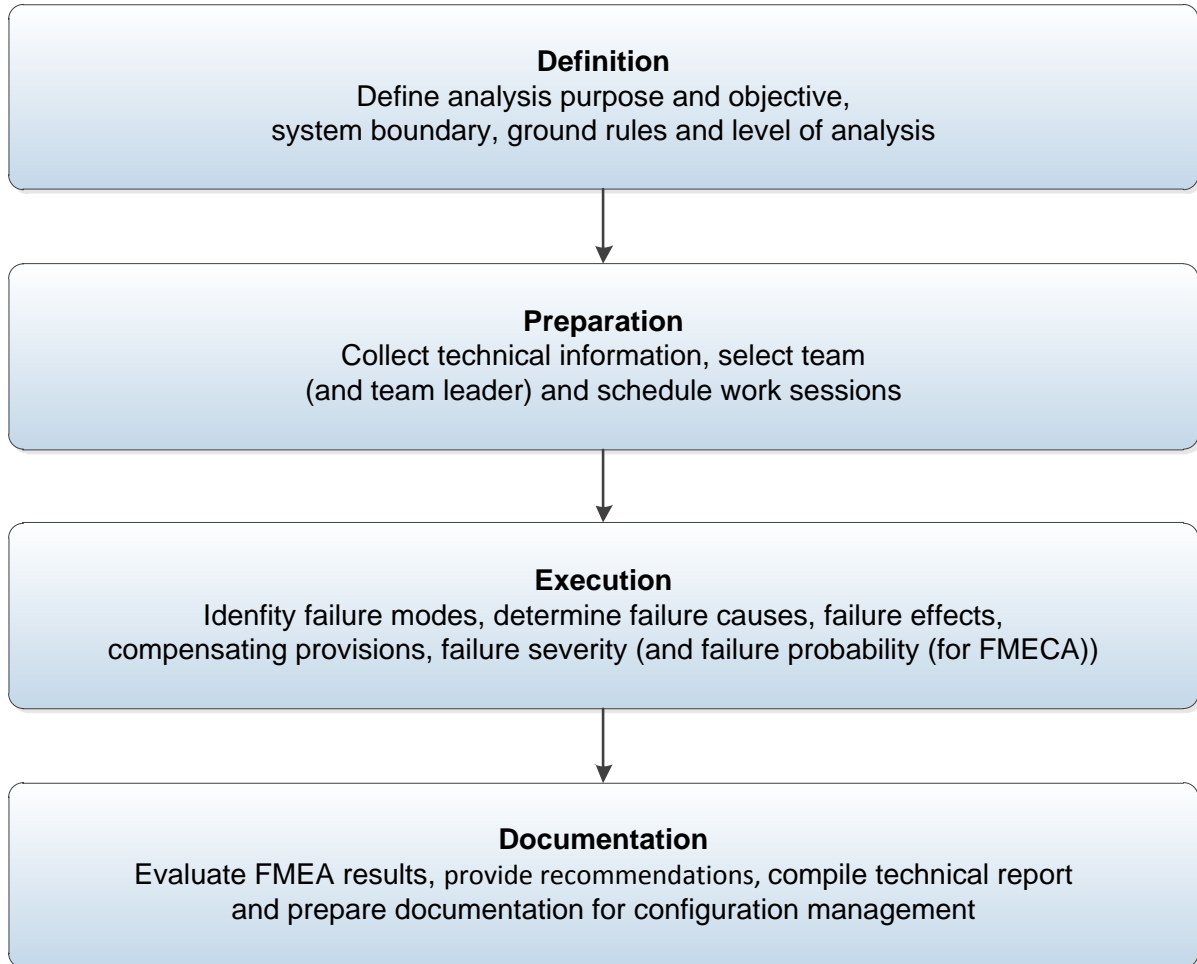 Definition
Define analysis purpose and objective,
system boundary, ground rules and level of analysis
Preparation
Collect technical information, select team
(and team leader) and schedule work sessions
Execution
Idenfity failure modes, determine failure causes, failure effects,
compensating provisions, failure severity (and failure probability (for FMECA))
Documentation
Evaluate FMEA results, provide recommendations, compile technical report
and prepare documentation for configuration management